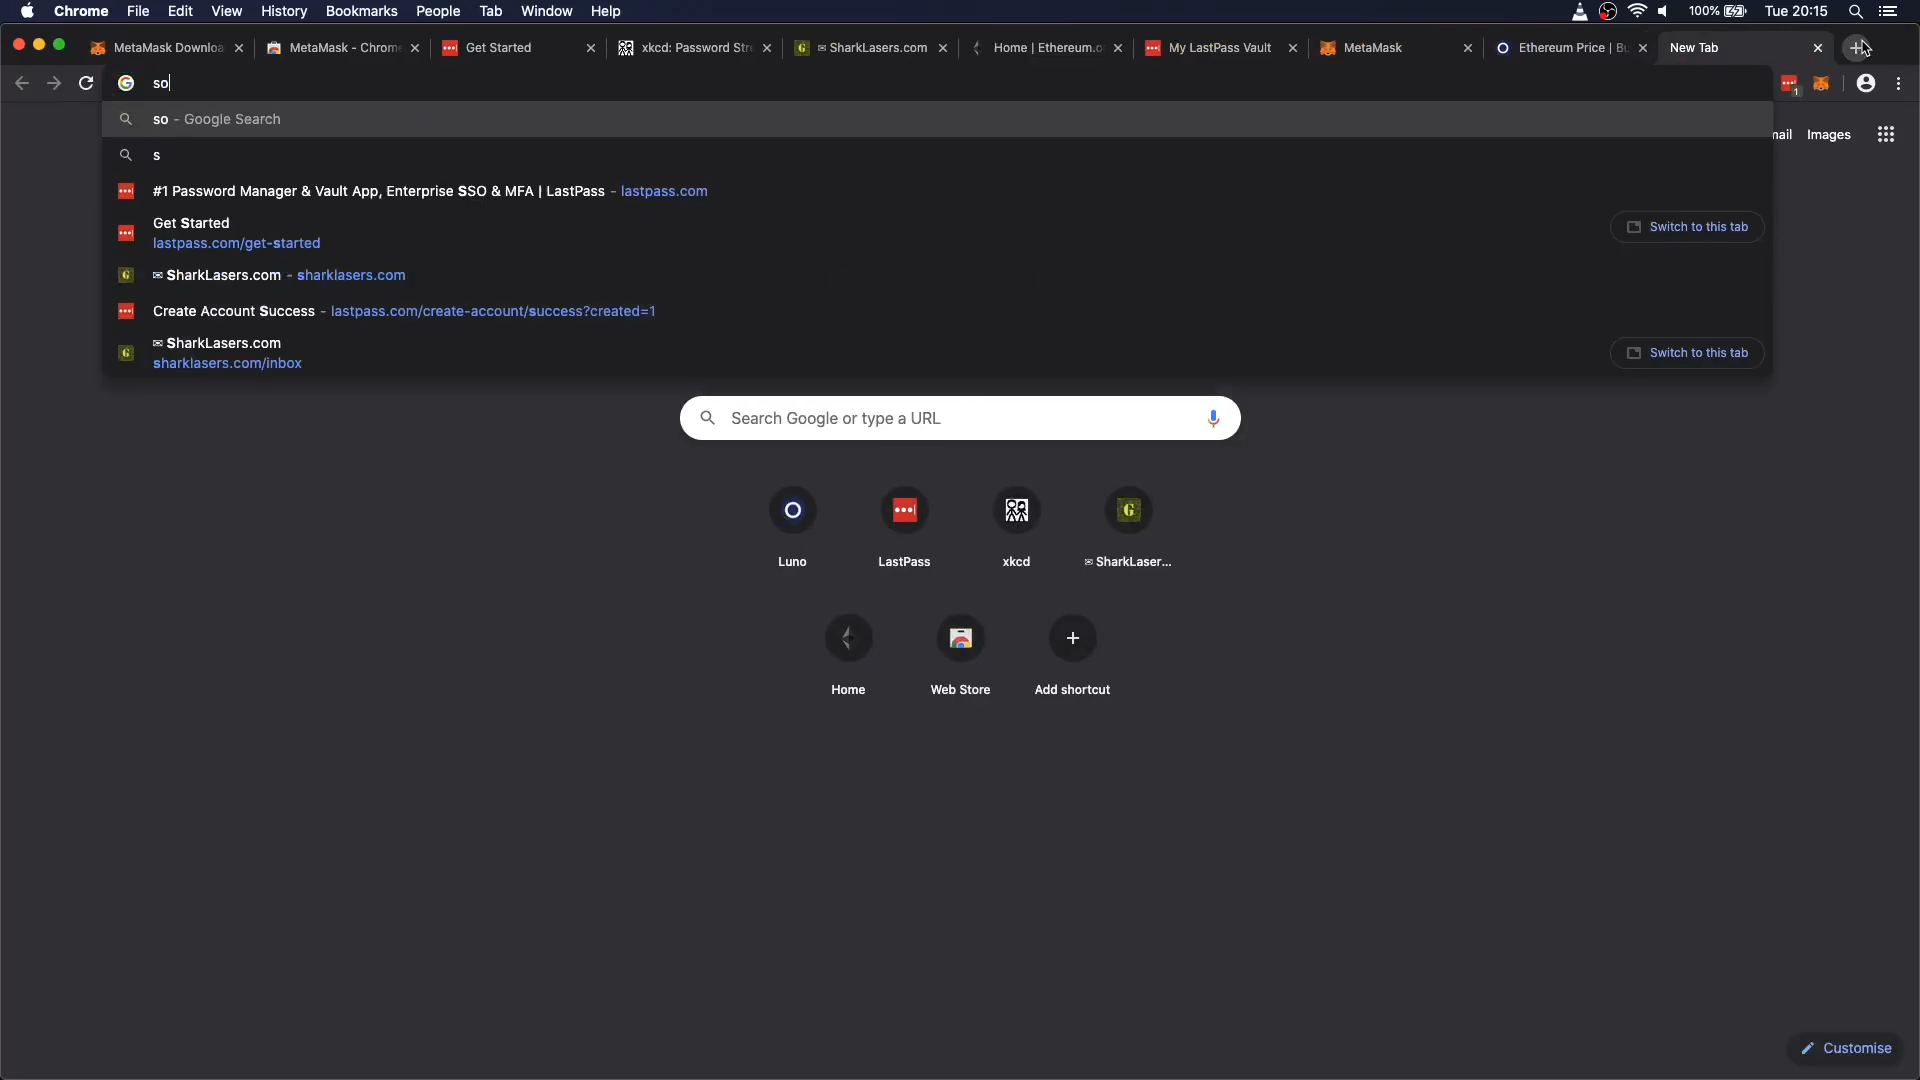 Chrome File Edit View History Bookmarks People Tab Window Help 100% Tue 20:15
MetaMask Downloa MetaMask - Chrome Get Started xkcd: Password Str ✉ SharkLasers.com Home | Ethereum.o My LastPass Vault MetaMask Ethereum Price | Bu New Tab
so 1
so - Google Search
mail Images
s
#1 Password Manager & Vault App, Enterprise SSO & MFA | LastPass - lastpass.com
Get Started
lastpass.com/get-started
Switch to this tab
✉ SharkLasers.com - sharklasers.com
Create Account Success - lastpass.com/create-account/success?created=1
✉ SharkLasers.com
sharklasers.com/inbox
Switch to this tab
Search Google or type a URL
Luno LastPass xkcd ✉ SharkLaser...
Home Web Store Add shortcut
Customise